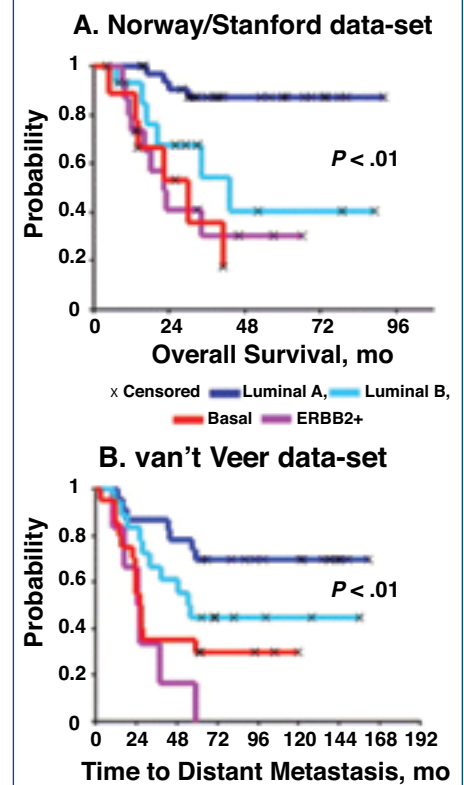 A. Norway/Stanford data-set
1
0.8
0.6
0.4
0.2
0
Probability
P < .01
0 24 48 72 96
Overall Survival, mo
x Censored Luminal A, Luminal B,
Basal ERBB2+
B. van't Veer data-set
1
0.8
0.6
0.4
0.2
0
Probability
P < .01
0 24 48 72 96 120 144 168 192
Time to Distant Metastasis, mo